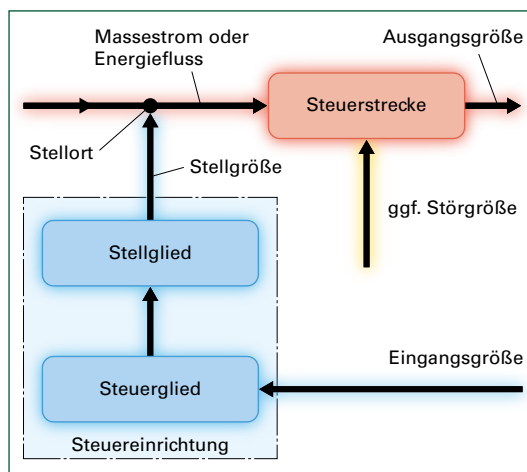 Massestrom oder
Energiefluss
Ausgangsgröße
Steuerstrecke
Stellort
Stellgröße
ggf. Störgröße
Stellglied
Eingangsgröße
Steuerglied
Steuereinrichtung